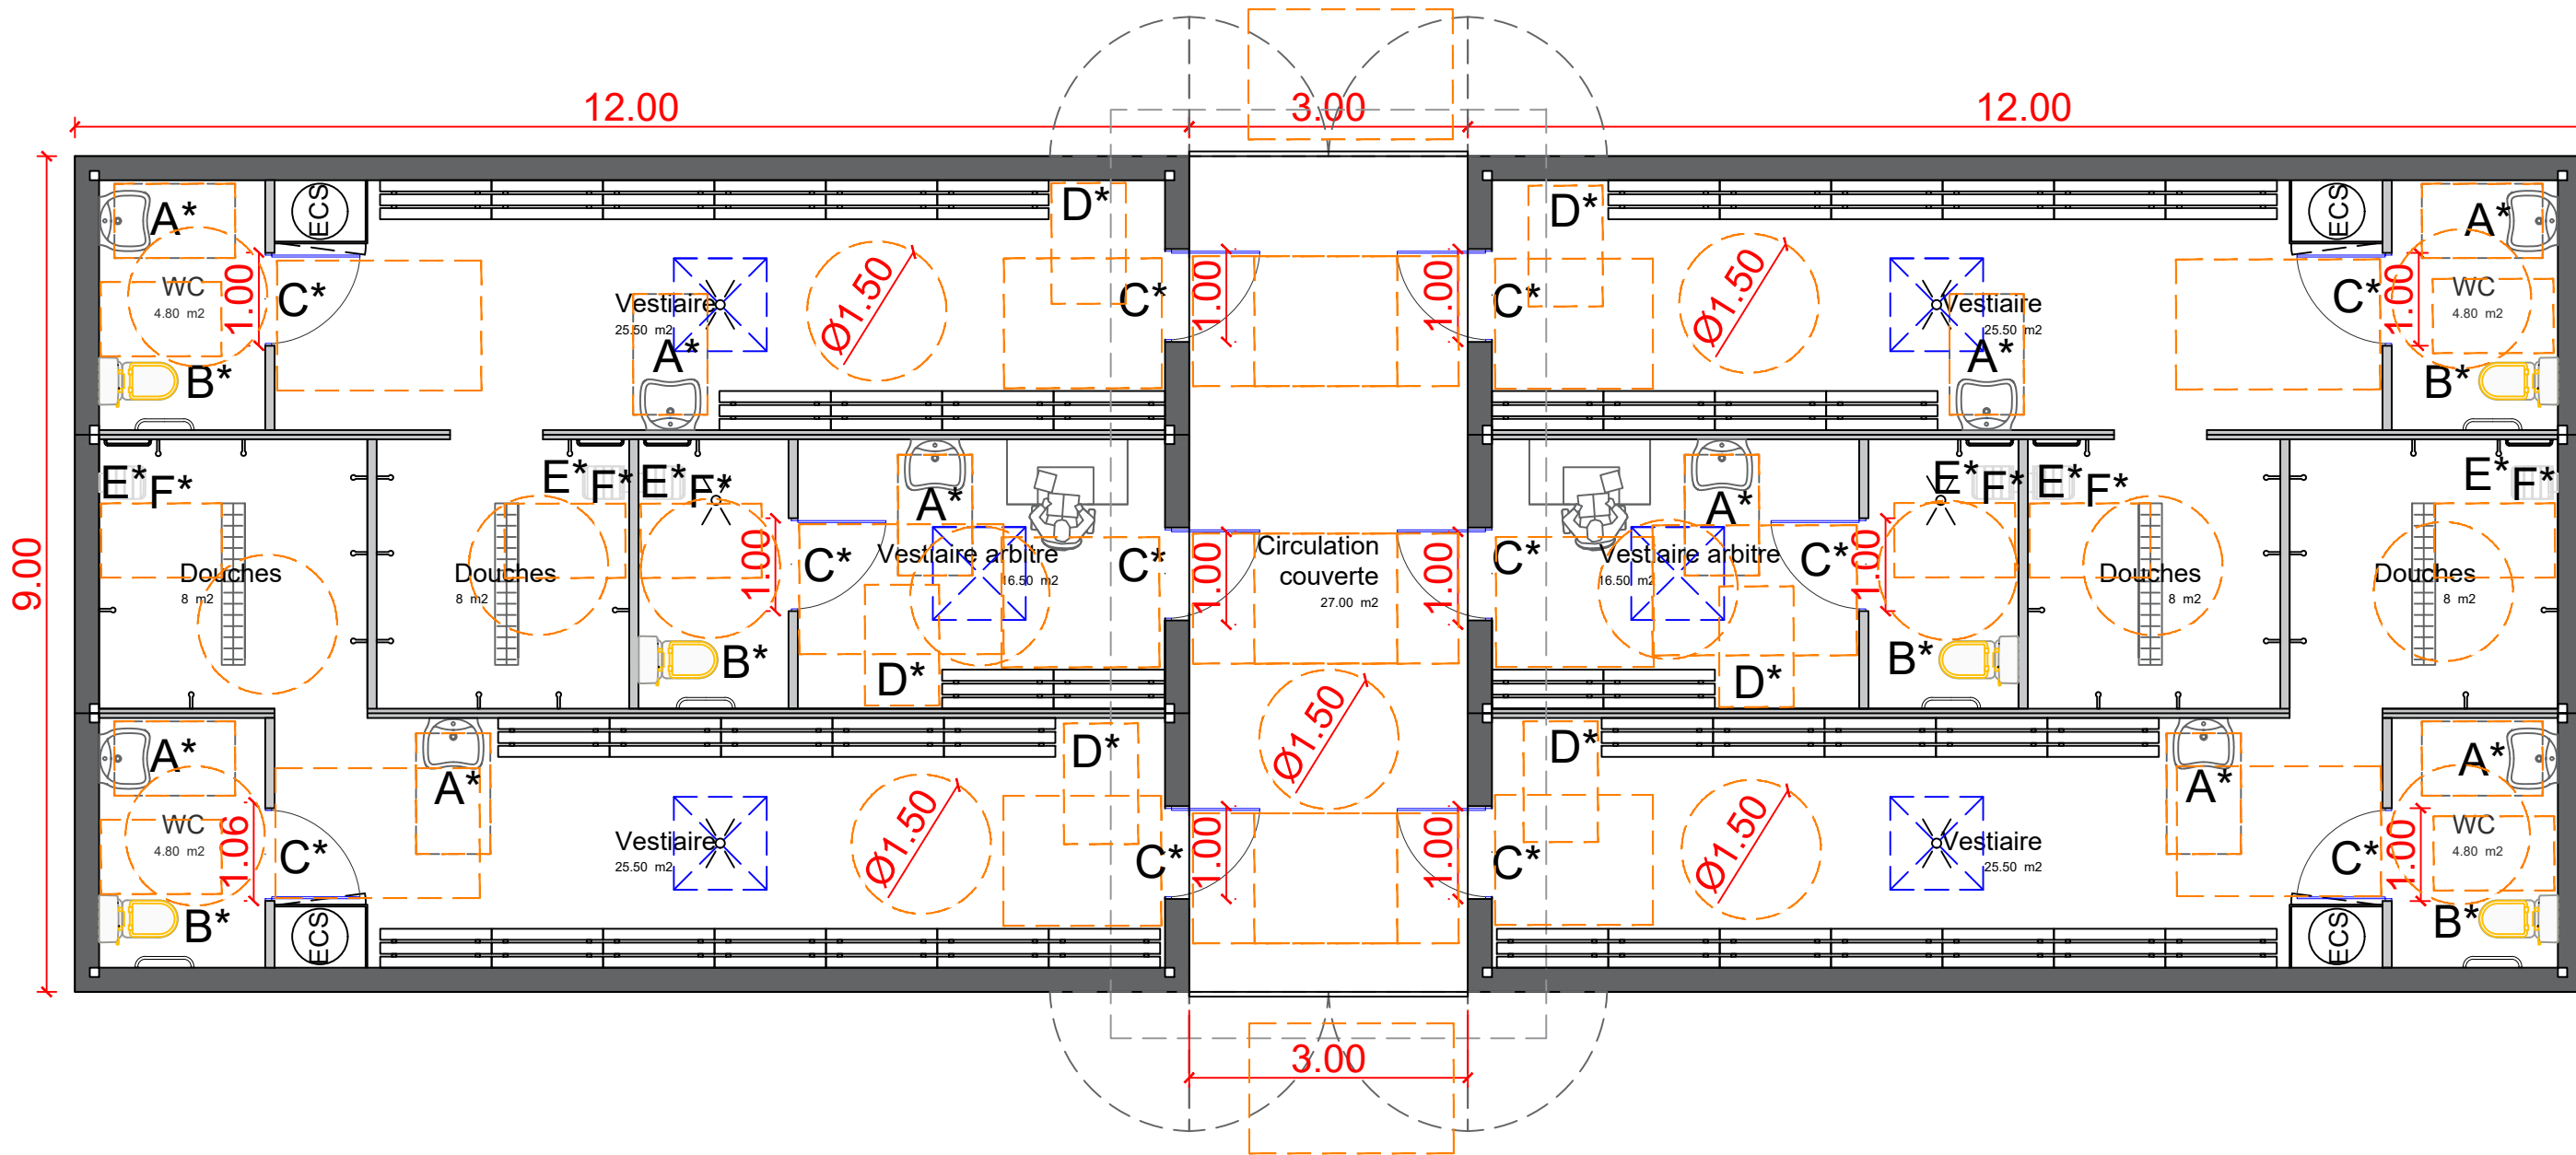 12.00
3.00
12.00
9.00
A*
ECS
D*
D*
ECS
A*
WC
4.80 m2
1.00
C*
Vestiaire
25.50 m2
Ø1.50
C*
1.00
1.00
C*
Ø1.50
Vestiaire
25.50 m2
C*
1.00
WC
4.80 m2
B*
A*
A*
B*
E*
F*
E*
F*
E*
F*
A*
A*
E*
F*
E*
F*
E*
F*
Douches
8 m2
Douches
8 m2
1.00
C*
Vestiaire arbitre
16.50 m2
C*
1.00
Circulation
couverte
27.00 m2
1.00
C*
Vestiaire arbitre
16.50 m2
C*
1.00
Douches
8 m2
Douches
8 m2
B*
D*
D*
B*
A*
A*
D*
Ø1.50
D*
A*
A*
WC
4.80 m2
1.06
C*
Vestiaire
25.50 m2
Ø1.50
C*
1.00
1.00
C*
Ø1.50
Vestiaire
25.50 m2
C*
1.00
WC
4.80 m2
B*
ECS
ECS
B*
3.00